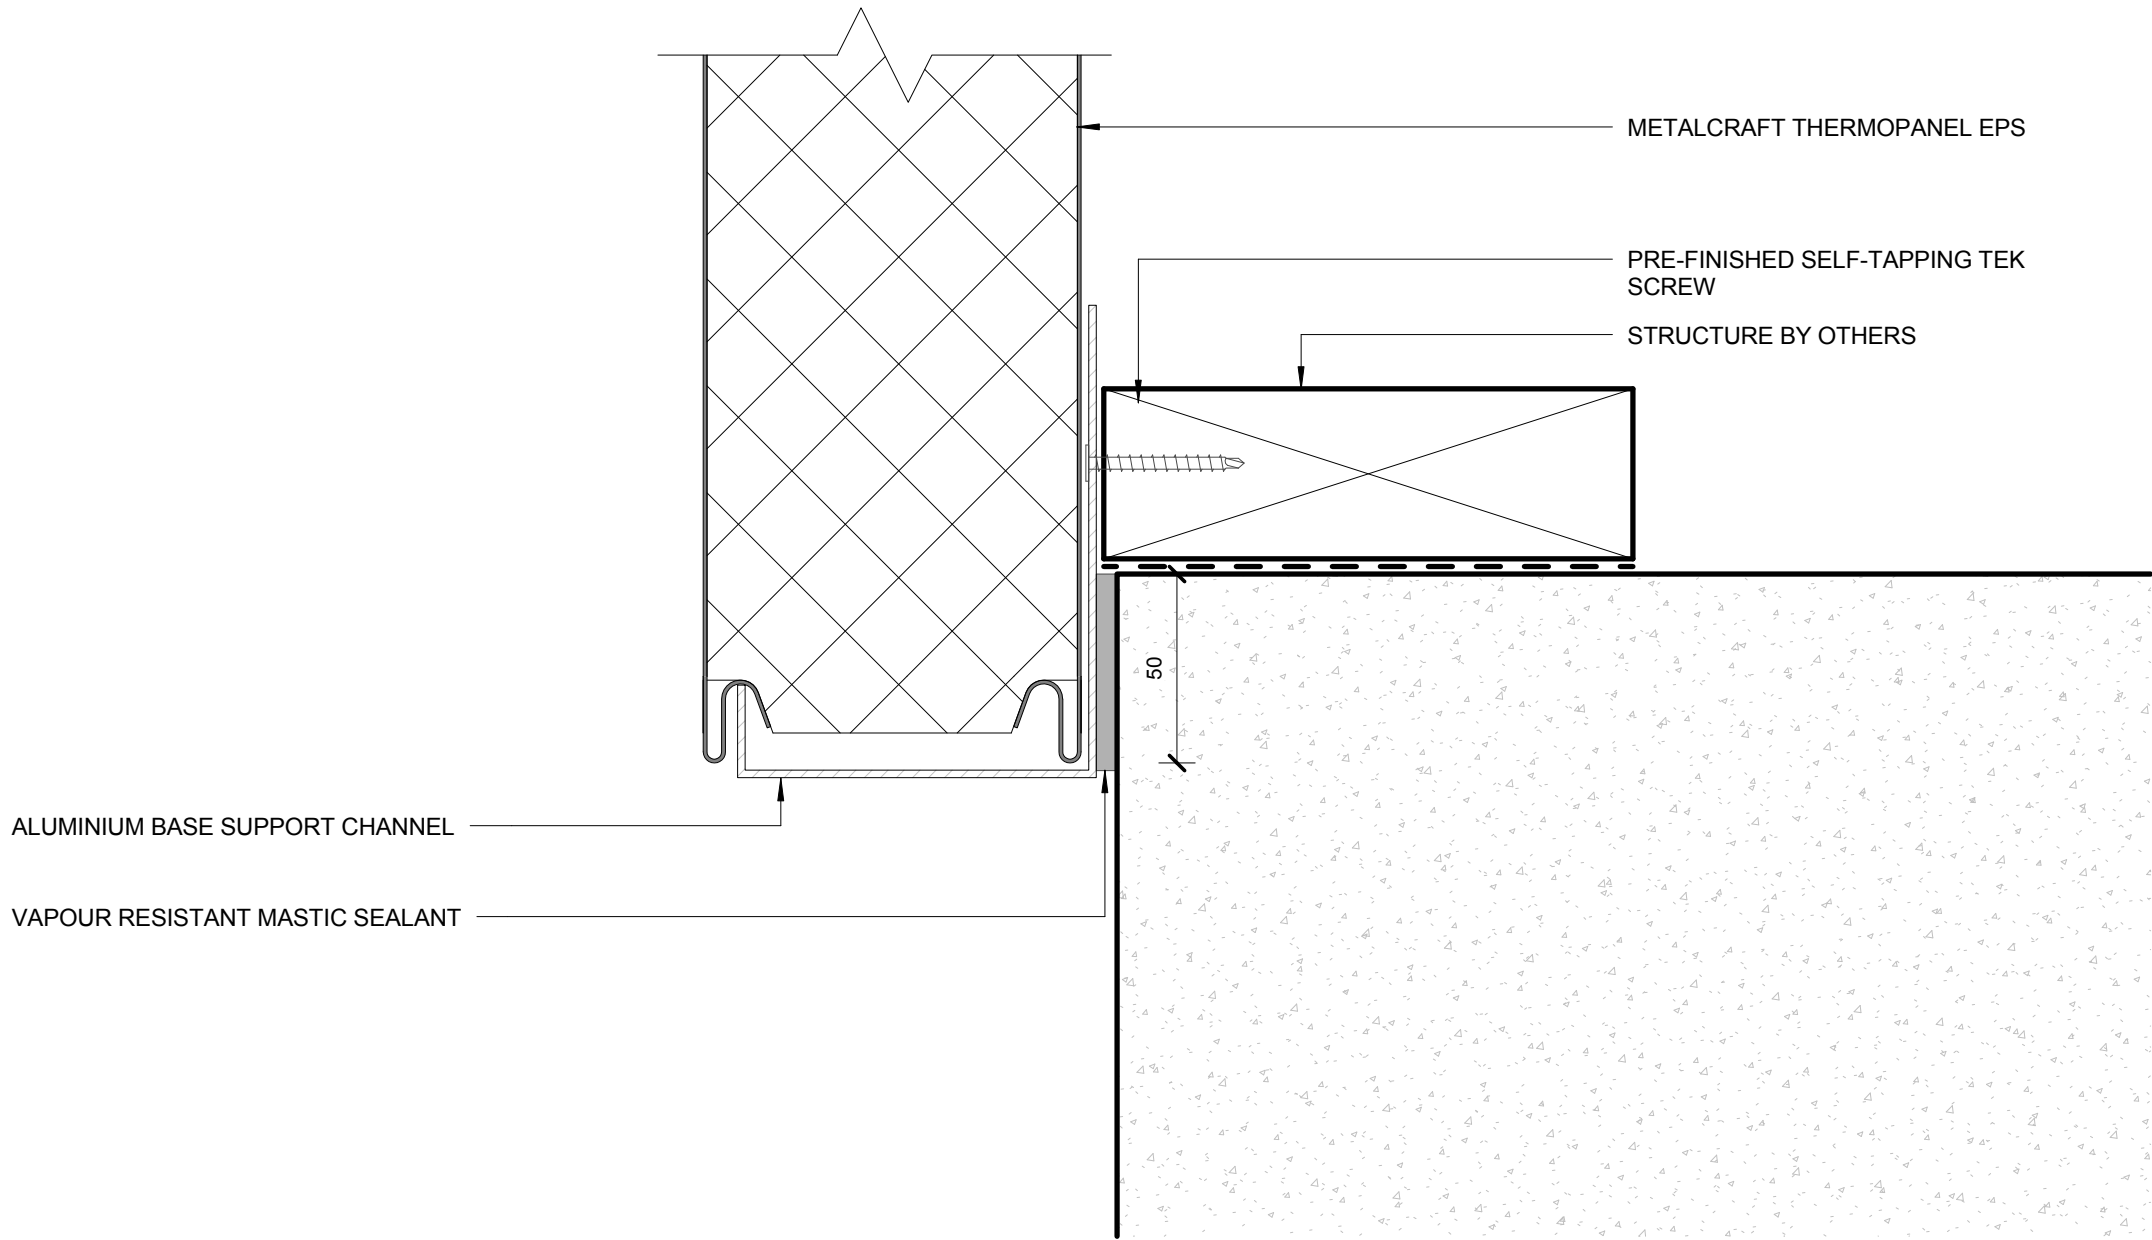 METALCRAFT THERMOPANEL EPS
PRE-FINISHED SELF-TAPPING TEK
SCREW
STRUCTURE BY OTHERS
50
ALUMINIUM BASE SUPPORT CHANNEL
VAPOUR RESISTANT MASTIC SEALANT